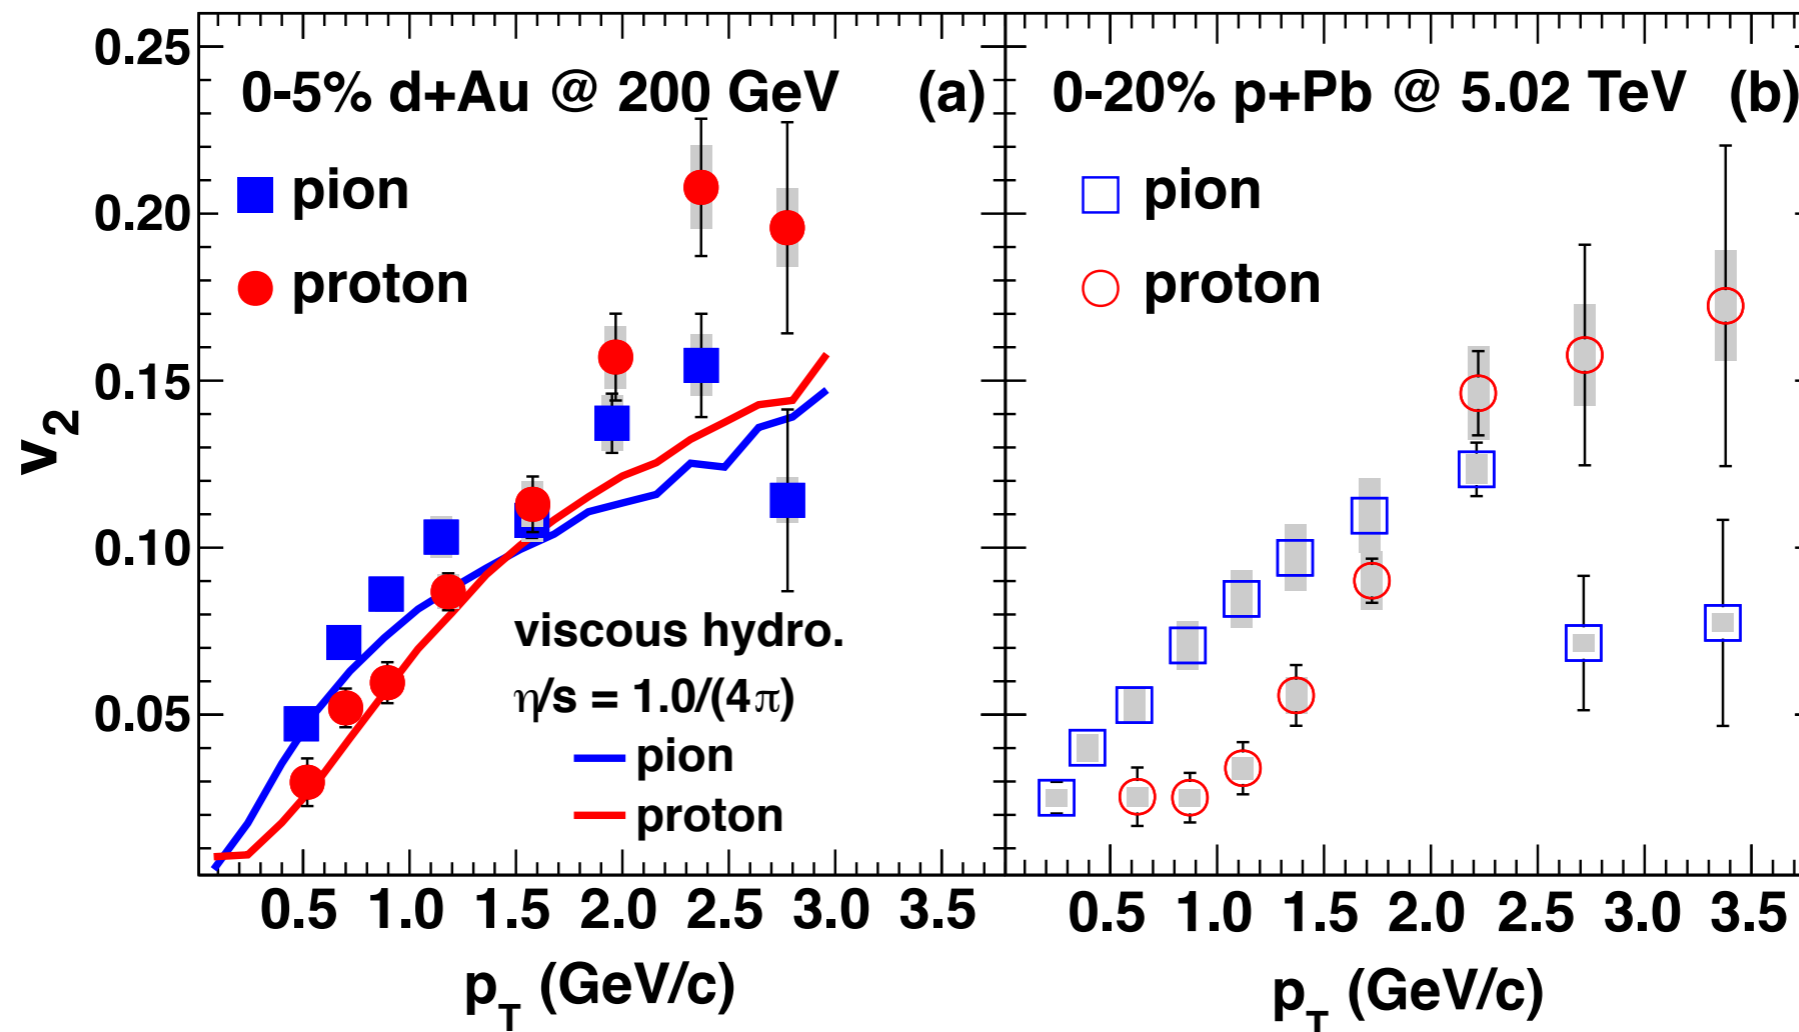 0.25
0.20
0.15
0.10
0.05
v2
0-5% d+Au @ 200 GeV (a)
pion
proton
viscous hydro.
η/s = 1.0/(4π)
pion
proton
0.5 1.0 1.5 2.0 2.5 3.0 3.5
pT (GeV/c)
0-20% p+Pb @ 5.02 TeV (b)
pion
proton
0.5 1.0 1.5 2.0 2.5 3.0 3.5
pT (GeV/c)